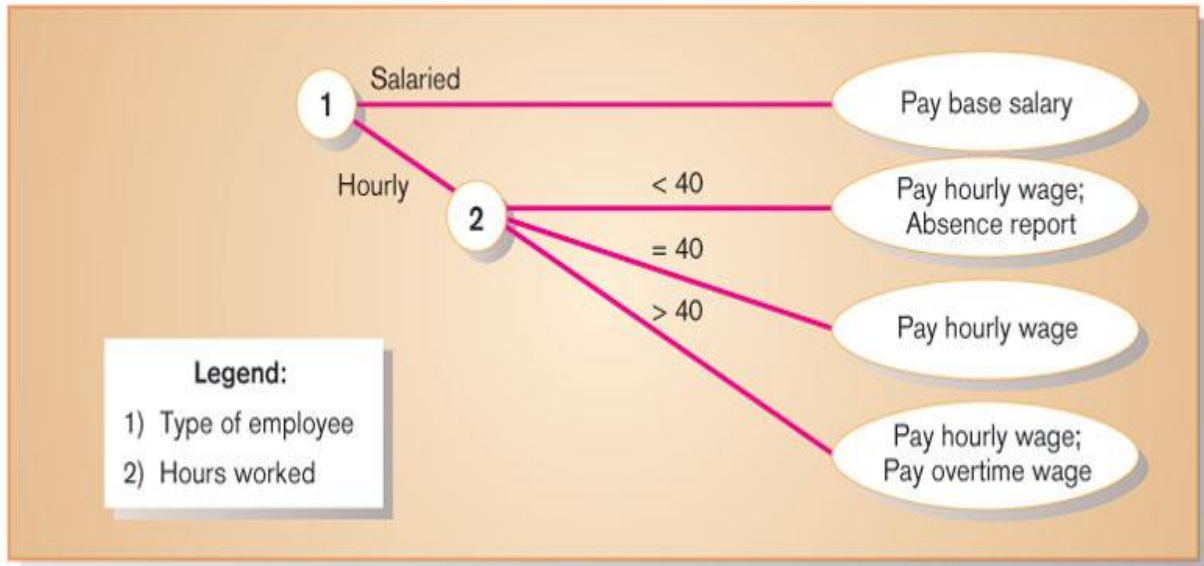 Salaried
1
Pay base salary
Hourly
2
< 40
Pay hourly wage;
Absence report
= 40
> 40
Pay hourly wage
Pay hourly wage;
Pay overtime wage
Legend:
1) Type of employee
2) Hours worked